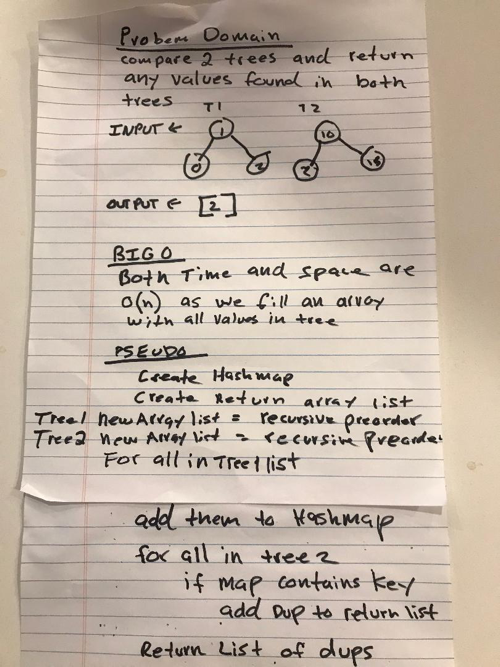 Probem Domain
compare 2 trees and return
any values found in both
trees
T1 T2
INPUT ←
1 10
0 2 2 18
OUTPUT ← [2]
BIG O
Both Time and space are
O(n) as we fill an array
with all values in tree
PSEUDO
Create Hashmap
Create Return array list
Tree1 new Array list = recursive preorder
Tree2 new Array list = recursive Preorder
For all in Tree1 list
add them to Hashmap
for all in tree 2
if map contains key
add Dup to return list
Return List of dups